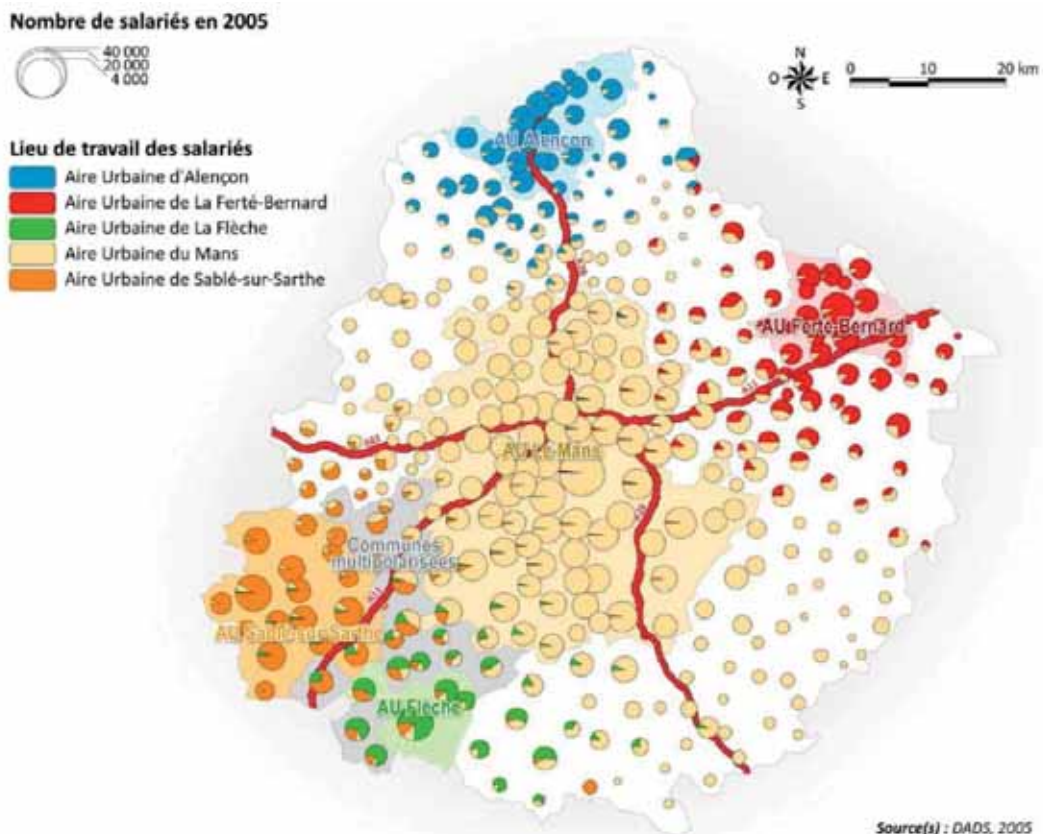 Nombre de salariés en 2005
40 000
20 000
4 000
N
O E
S
0 10 20 km
Lieu de travail des salariés
Aire Urbaine d'Alençon
Aire Urbaine de La Ferté-Bernard
Aire Urbaine de La Flèche
Aire Urbaine du Mans
Aire Urbaine de Sablé-sur-Sarthe
AU Alençon
AU Ferté-Bernard
A11
AU Le Mans
Communes
multipolarisées
A11
AU Sablé-sur-Sarthe
AU Flèche
Source(s) : DADS, 2005